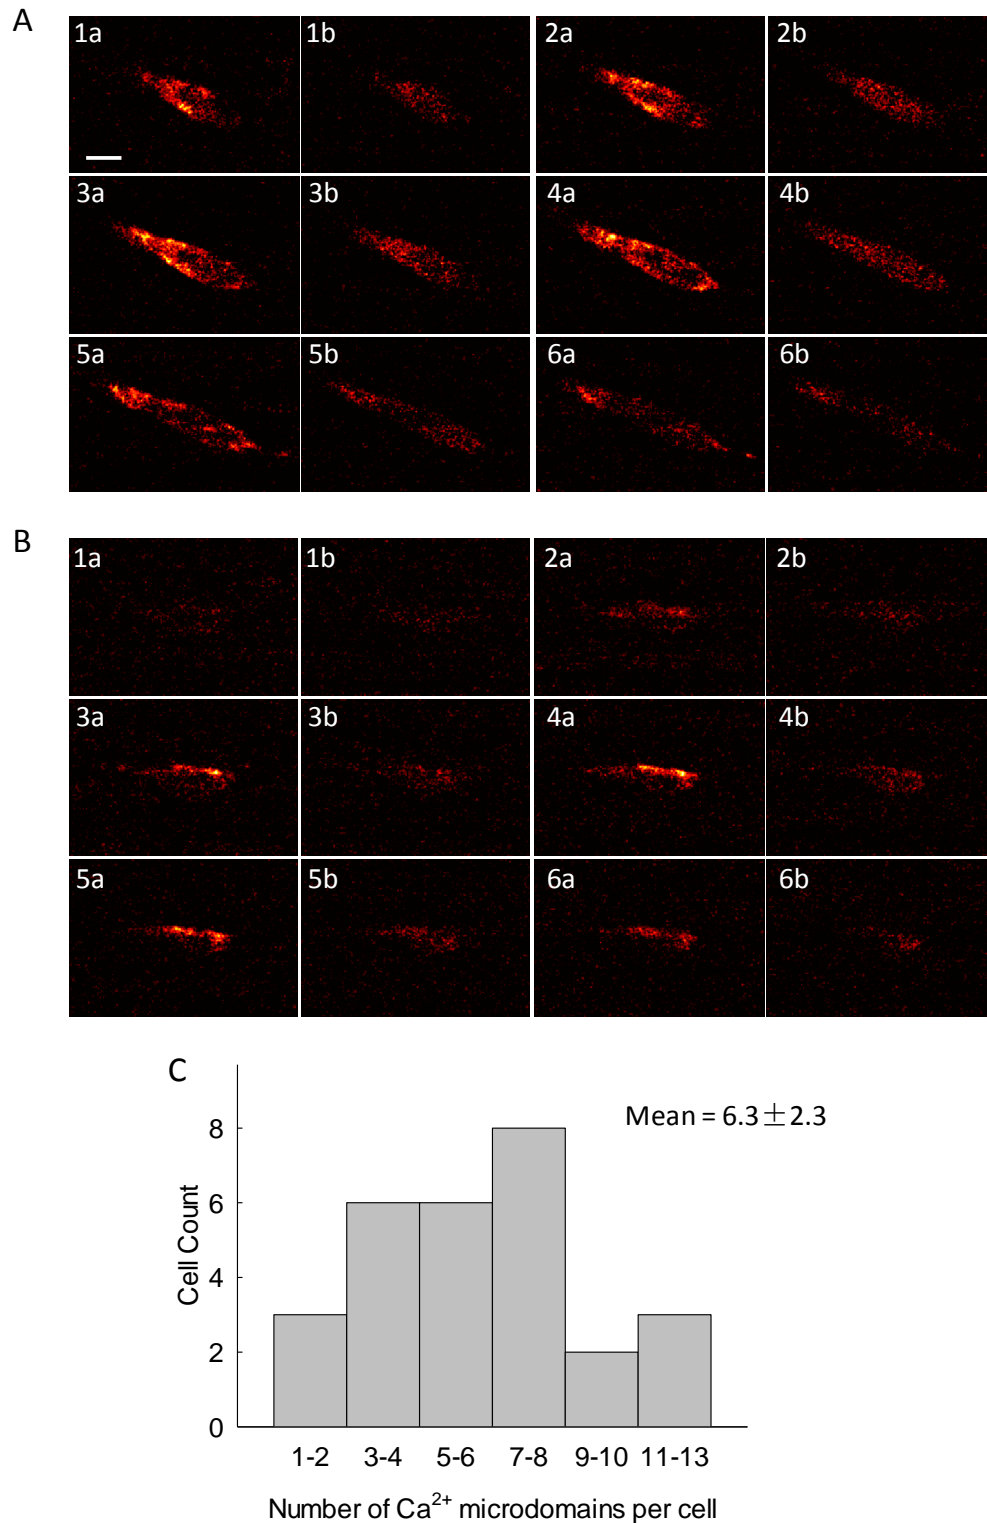 A
1a 1b 2a 2b
3a 3b 4a 4b
5a 5b 6a 6b
B
1a 1b 2a 2b
3a 3b 4a 4b
5a 5b 6a 6b
C
Mean = 6.3±2.3
8
6
4
2
0
Cell Count
1-2 3-4 5-6 7-8 9-10 11-13
Number of Ca²⁺ microdomains per cell